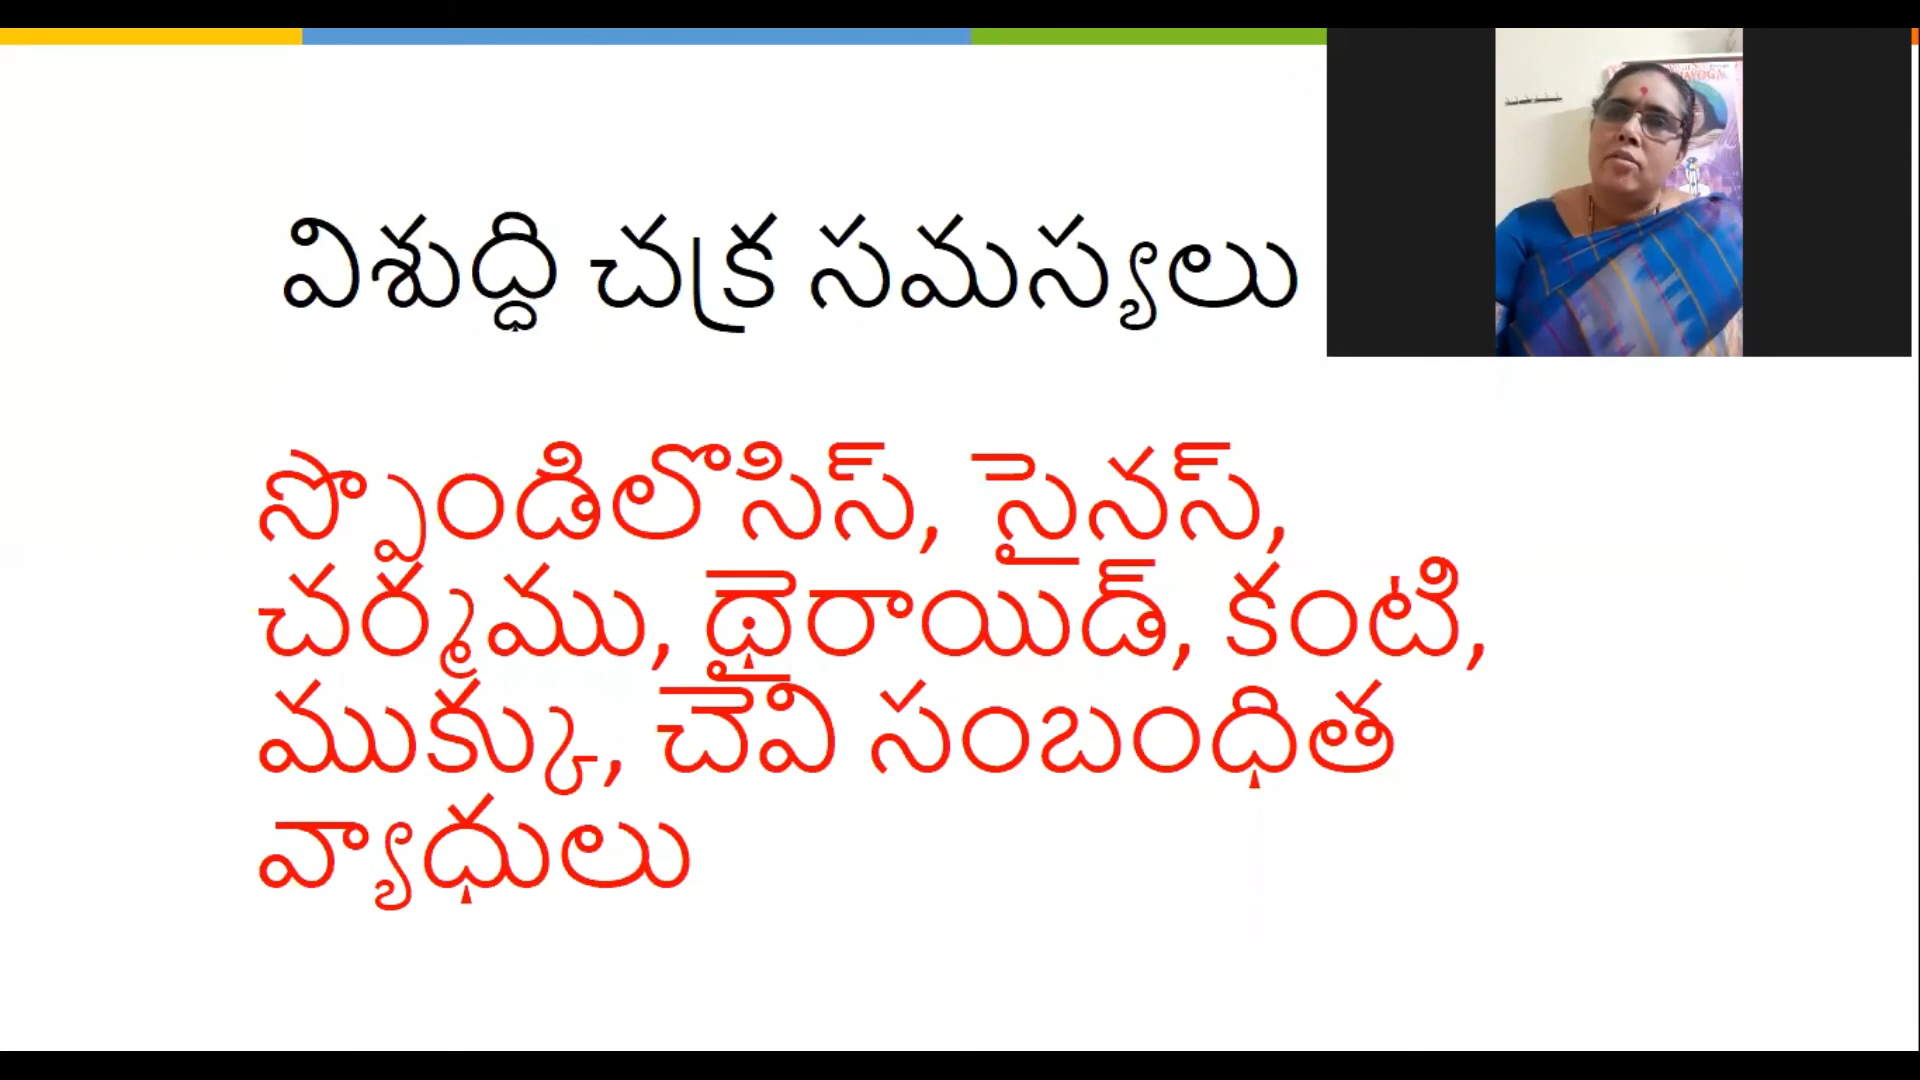 విశుద్ధి చక్ర సమస్యలు
స్పొండిలొసిస్, సైనస్,
చర్మము, థైరాయిడ్, కంటి,
ముక్కు, చెవి సంబంధిత
వ్యాధులు